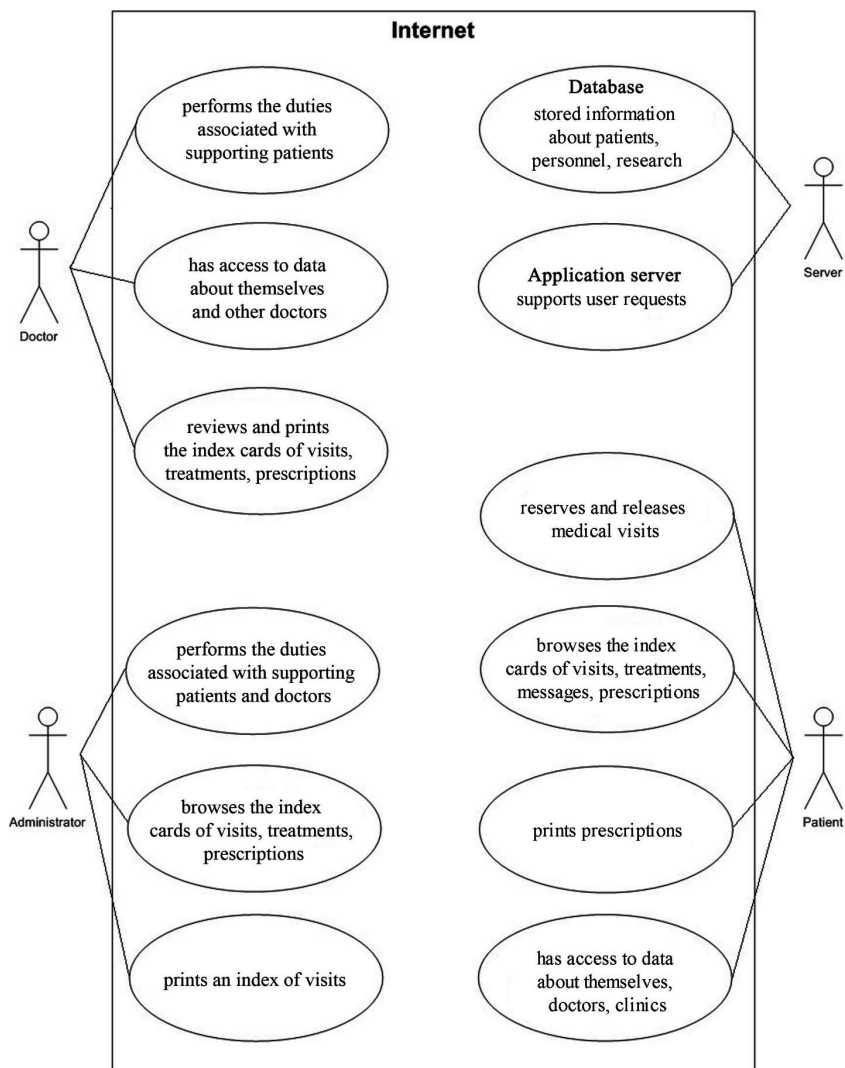 Internet
performs the duties
associated with
supporting patients
Database
stored information
about patients,
personnel, research
Doctor
has access to data
about themselves
and other doctors
Application server
supports user requests
Server
reviews and prints
the index cards of visits,
treatments, prescriptions
reserves and releases
medical visits
performs the duties
associated with supporting
patients and doctors
browses the index
cards of visits, treatments,
messages, prescriptions
Administrator
browses the index
cards of visits, treatments,
prescriptions
prints prescriptions
Patient
prints an index of visits
has access to data
about themselves,
doctors, clinics